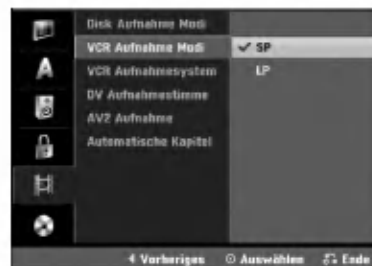 Disk Aufnahme Modi
VCR Aufnahme Modi
✓ SP
VCR Aufnahmesystem
LP
DV Aufnahmestimme
AV2 Aufnahme
Automatische Kapitel
A
Vorheriges Auswählen Ende